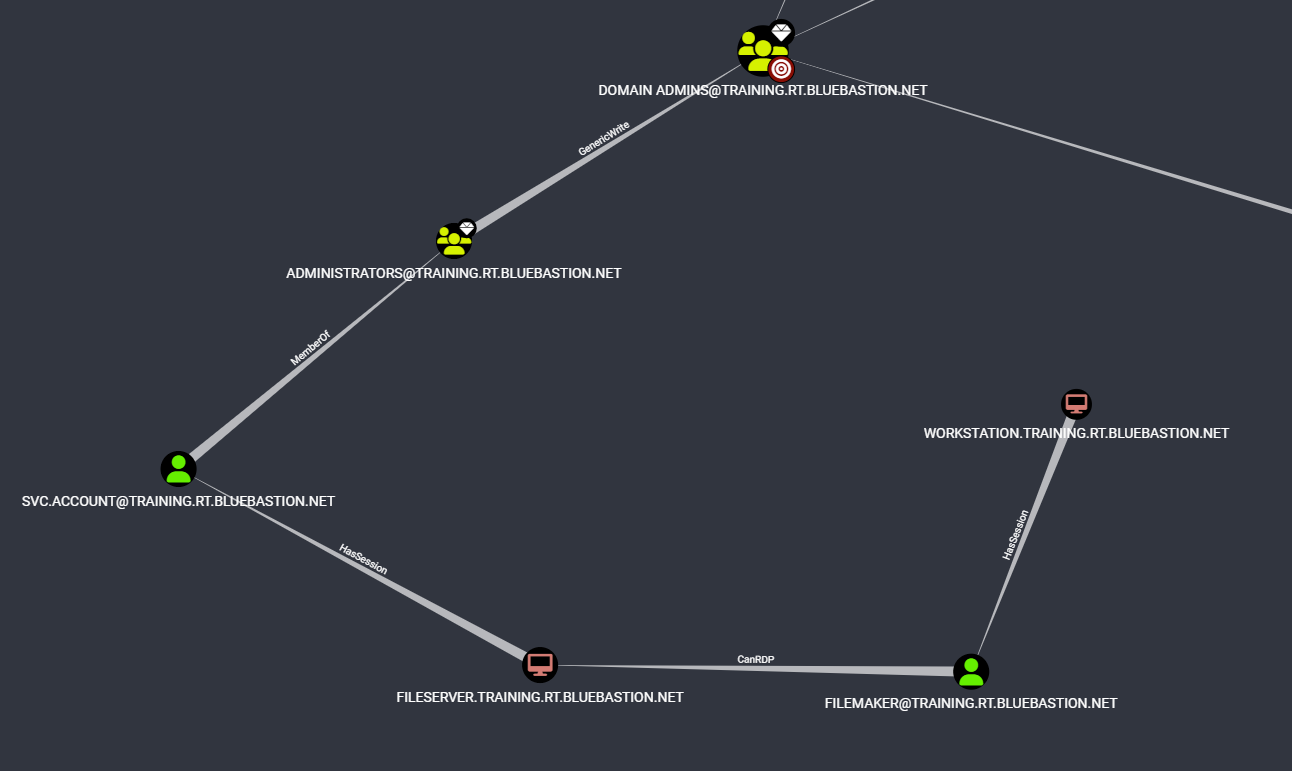 DOMAIN ADMINS@TRAINING.RT.BLUEBASTION.NET
GenericWrite
ADMINISTRATORS@TRAINING.RT.BLUEBASTION.NET
MemberOf
WORKSTATION.TRAINING.RT.BLUEBASTION.NET
SVC.ACCOUNT@TRAINING.RT.BLUEBASTION.NET
HasSession
HasSession
CanRDP
FILESERVER.TRAINING.RT.BLUEBASTION.NET
FILEMAKER@TRAINING.RT.BLUEBASTION.NET